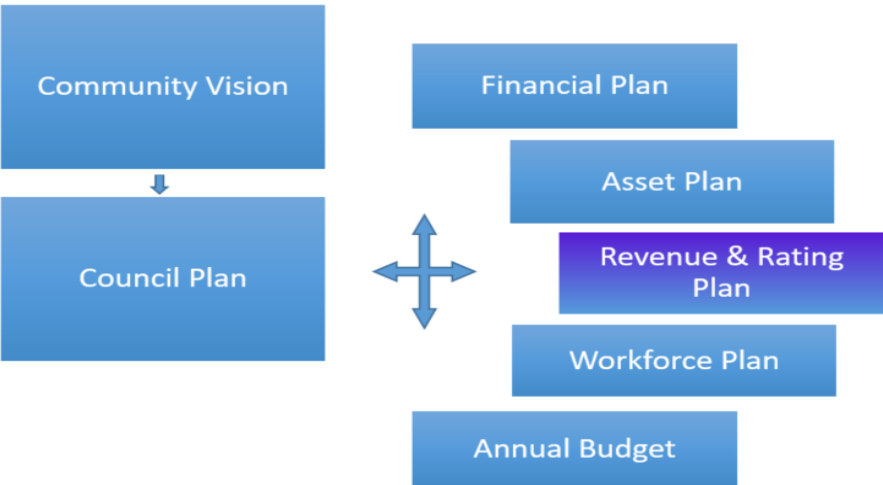 Community Vision
Council Plan
Financial Plan
Asset Plan
Revenue & Rating
Plan
Workforce Plan
Annual Budget